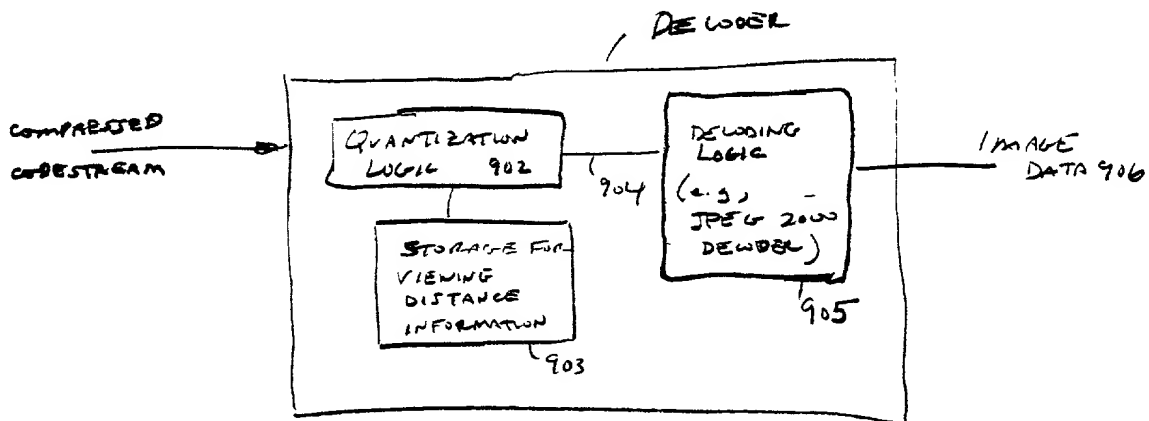 DECODER
COMPRESSED
CODESTREAM
QUANTIZATION
LOGIC 902
904
DECODING
LOGIC
(e.g,
JPEG 2000
DECODER)
905
IMAGE
DATA 906
STORAGE FOR
VIENING
DISTANCE
INFORMATION
903